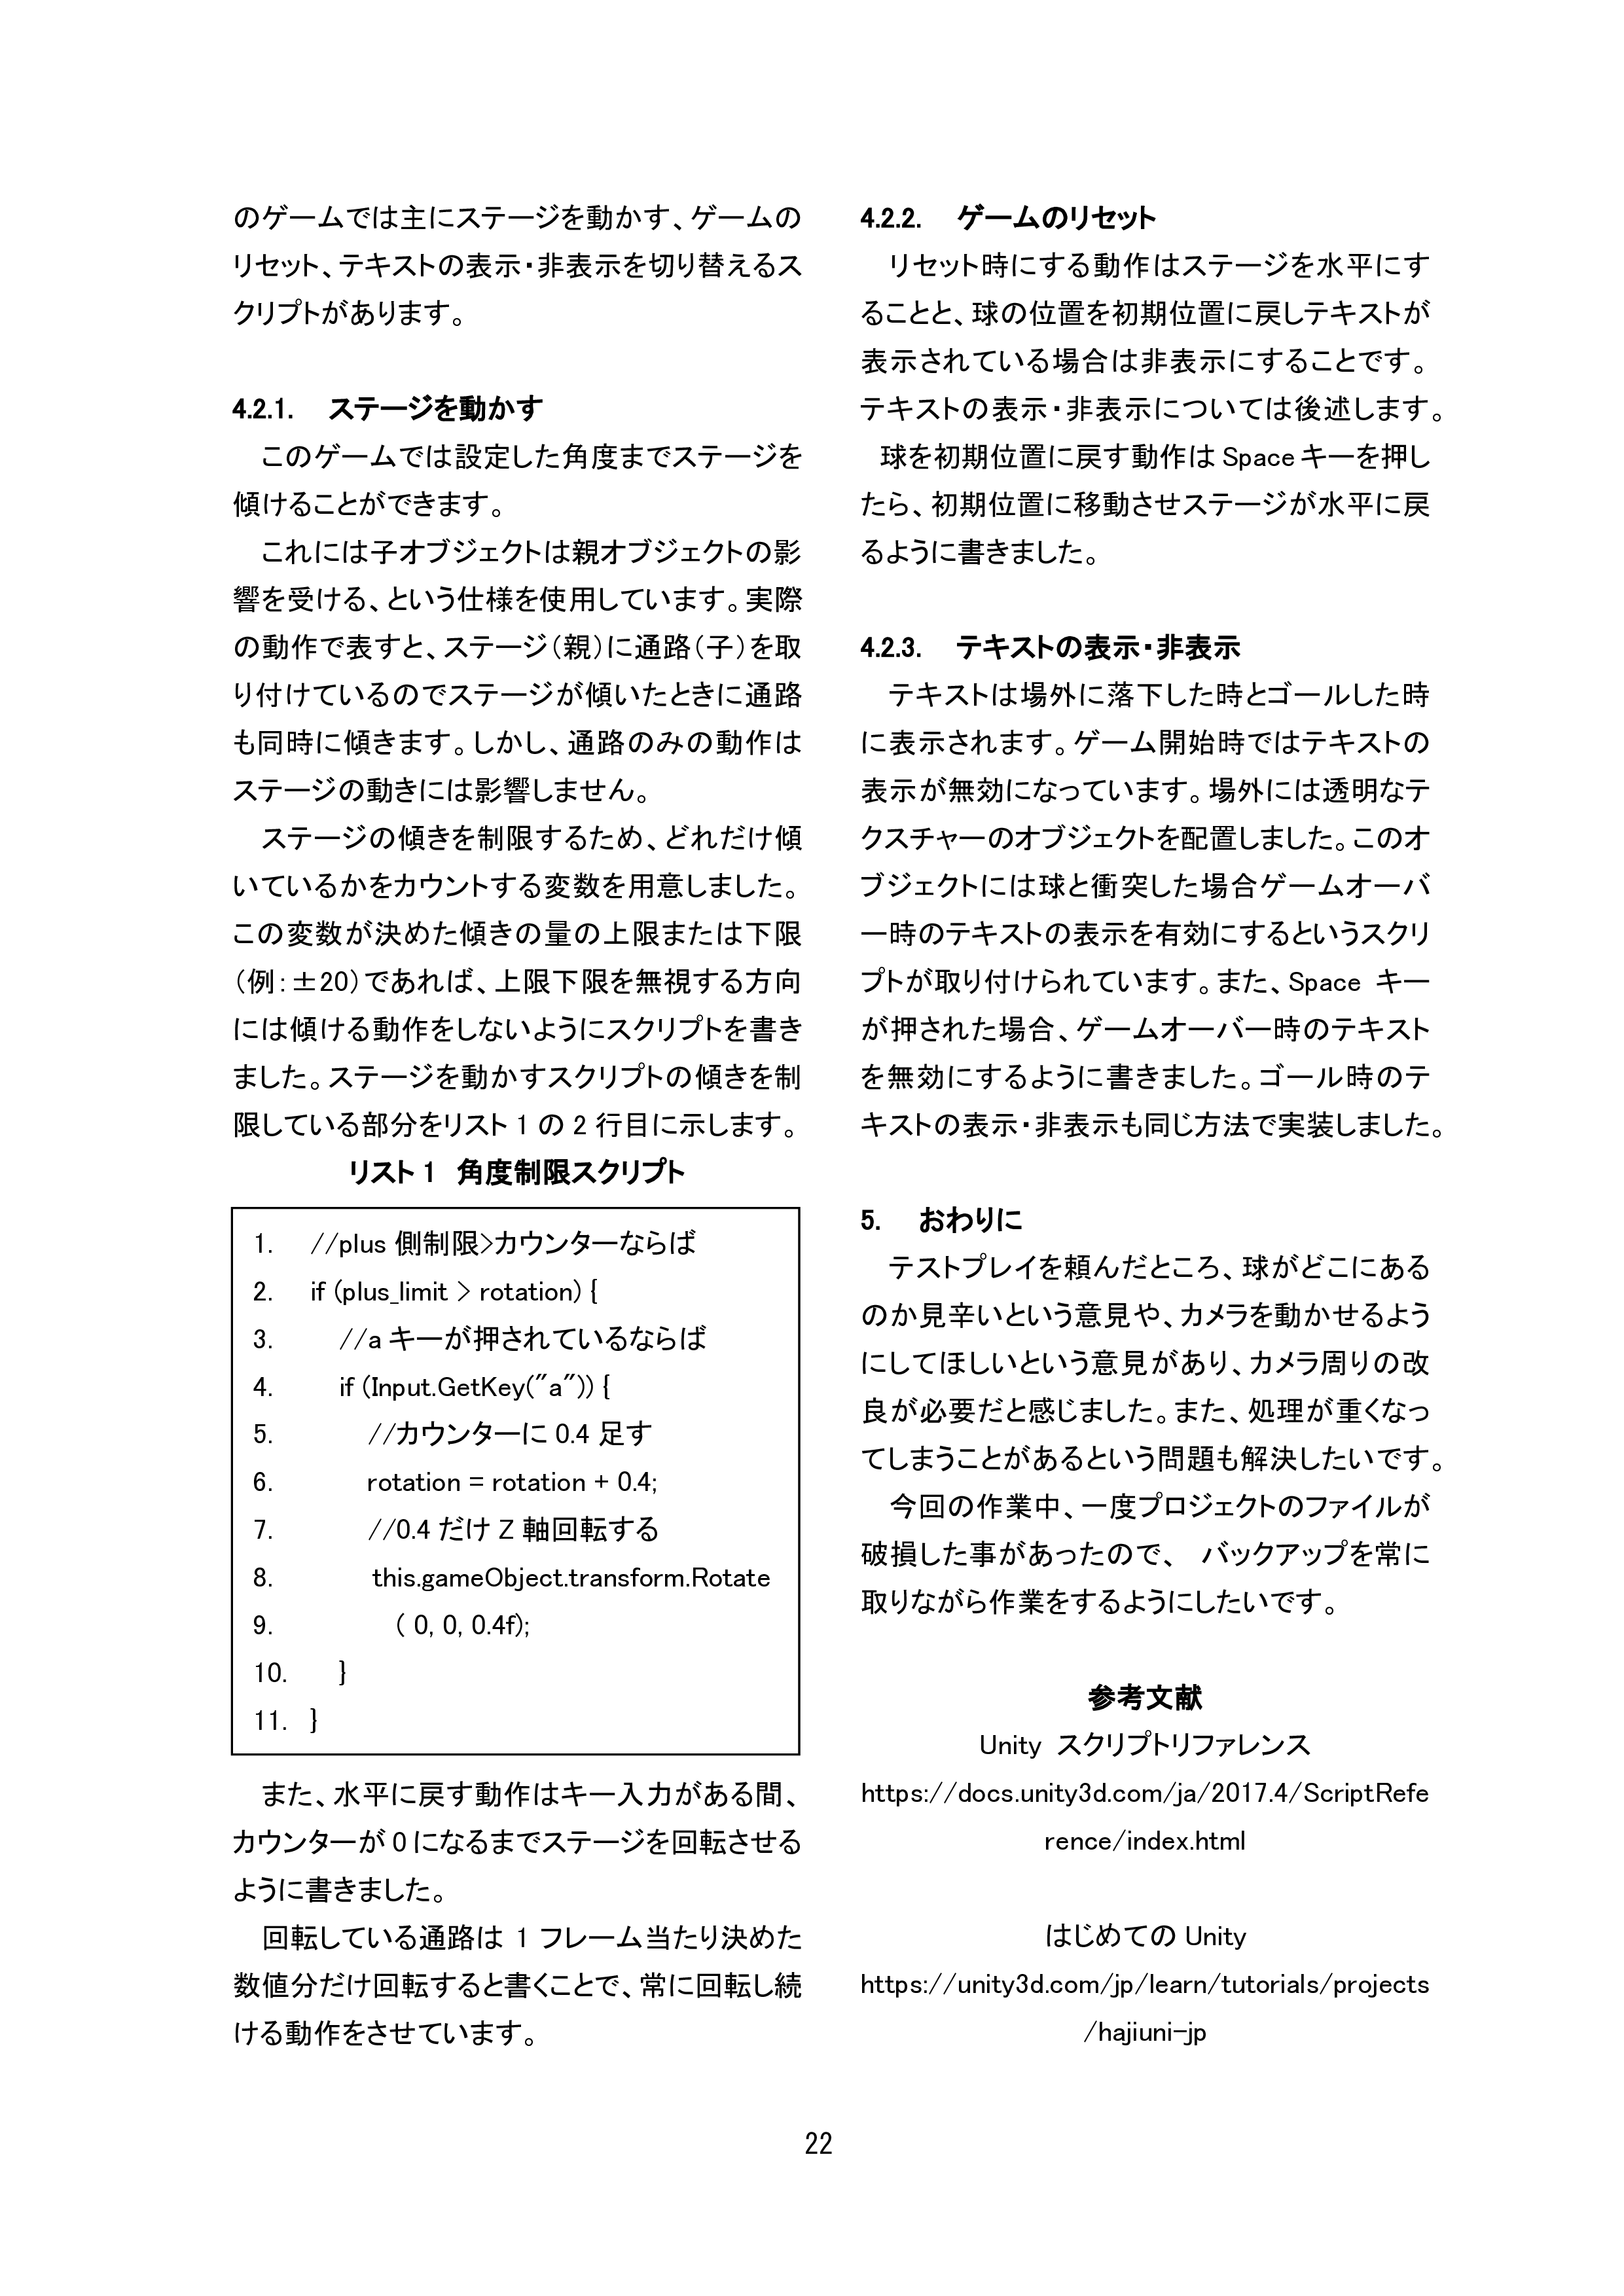 のゲームでは主にステージを動かす、ゲームの
リセット、テキストの表示・非表示を切り替えるス
クリプトがあります。
4.2.1. ステージを動かす
このゲームでは設定した角度までステージを
傾けることができます。
これには子オブジェクトは親オブジェクトの影
響を受ける、という仕様を使用しています。実際
の動作で表すと、ステージ（親）に通路（子）を取
り付けているのでステージが傾いたときに通路
も同時に傾きます。しかし、通路のみの動作は
ステージの動きには影響しません。
ステージの傾きを制限するため、どれだけ傾
いているかをカウントする変数を用意しました。
この変数が決めた傾きの量の上限または下限
（例：±20）であれば、上限下限を無視する方向
には傾ける動作をしないようにスクリプトを書き
ました。ステージを動かすスクリプトの傾きを制
限している部分をリスト 1 の 2 行目に示します。
リスト 1 角度制限スクリプト
1. //plus 側制限>カウンターならば
2. if (plus_limit > rotation) {
3. //a キーが押されているならば
4. if (Input.GetKey("a")) {
5. //カウンターに 0.4 足す
6. rotation = rotation + 0.4;
7. //0.4 だけ Z 軸回転する
8. this.gameObject.transform.Rotate
9. ( 0, 0, 0.4f);
10. }
11. }
また、水平に戻す動作はキー入力がある間、
カウンターが 0 になるまでステージを回転させる
ように書きました。
回転している通路は 1 フレーム当たり決めた
数値分だけ回転すると書くことで、常に回転し続
ける動作をさせています。
4.2.2. ゲームのリセット
リセット時にする動作はステージを水平にす
ることと、球の位置を初期位置に戻しテキストが
表示されている場合は非表示にすることです。
テキストの表示・非表示については後述します。
球を初期位置に戻す動作は Space キーを押し
たら、初期位置に移動させステージが水平に戻
るように書きました。
4.2.3. テキストの表示・非表示
テキストは場外に落下した時とゴールした時
に表示されます。ゲーム開始時ではテキストの
表示が無効になっています。場外には透明なテ
クスチャーのオブジェクトを配置しました。このオ
ブジェクトには球と衝突した場合ゲームオーバ
ー時のテキストの表示を有効にするというスクリ
プトが取り付けられています。また、Space キー
が押された場合、ゲームオーバー時のテキスト
を無効にするように書きました。ゴール時のテ
キストの表示・非表示も同じ方法で実装しました。
5. おわりに
テストプレイを頼んだところ、球がどこにある
のか見辛いという意見や、カメラを動かせるよう
にしてほしいという意見があり、カメラ周りの改
良が必要だと感じました。また、処理が重くなっ
てしまうことがあるという問題も解決したいです。
今回の作業中、一度プロジェクトのファイルが
破損した事があったので、 バックアップを常に
取りながら作業をするようにしたいです。
参考文献
Unity スクリプトリファレンス
https://docs.unity3d.com/ja/2017.4/ScriptRefe
rence/index.html
はじめての Unity
https://unity3d.com/jp/learn/tutorials/projects
/hajiuni-jp
22